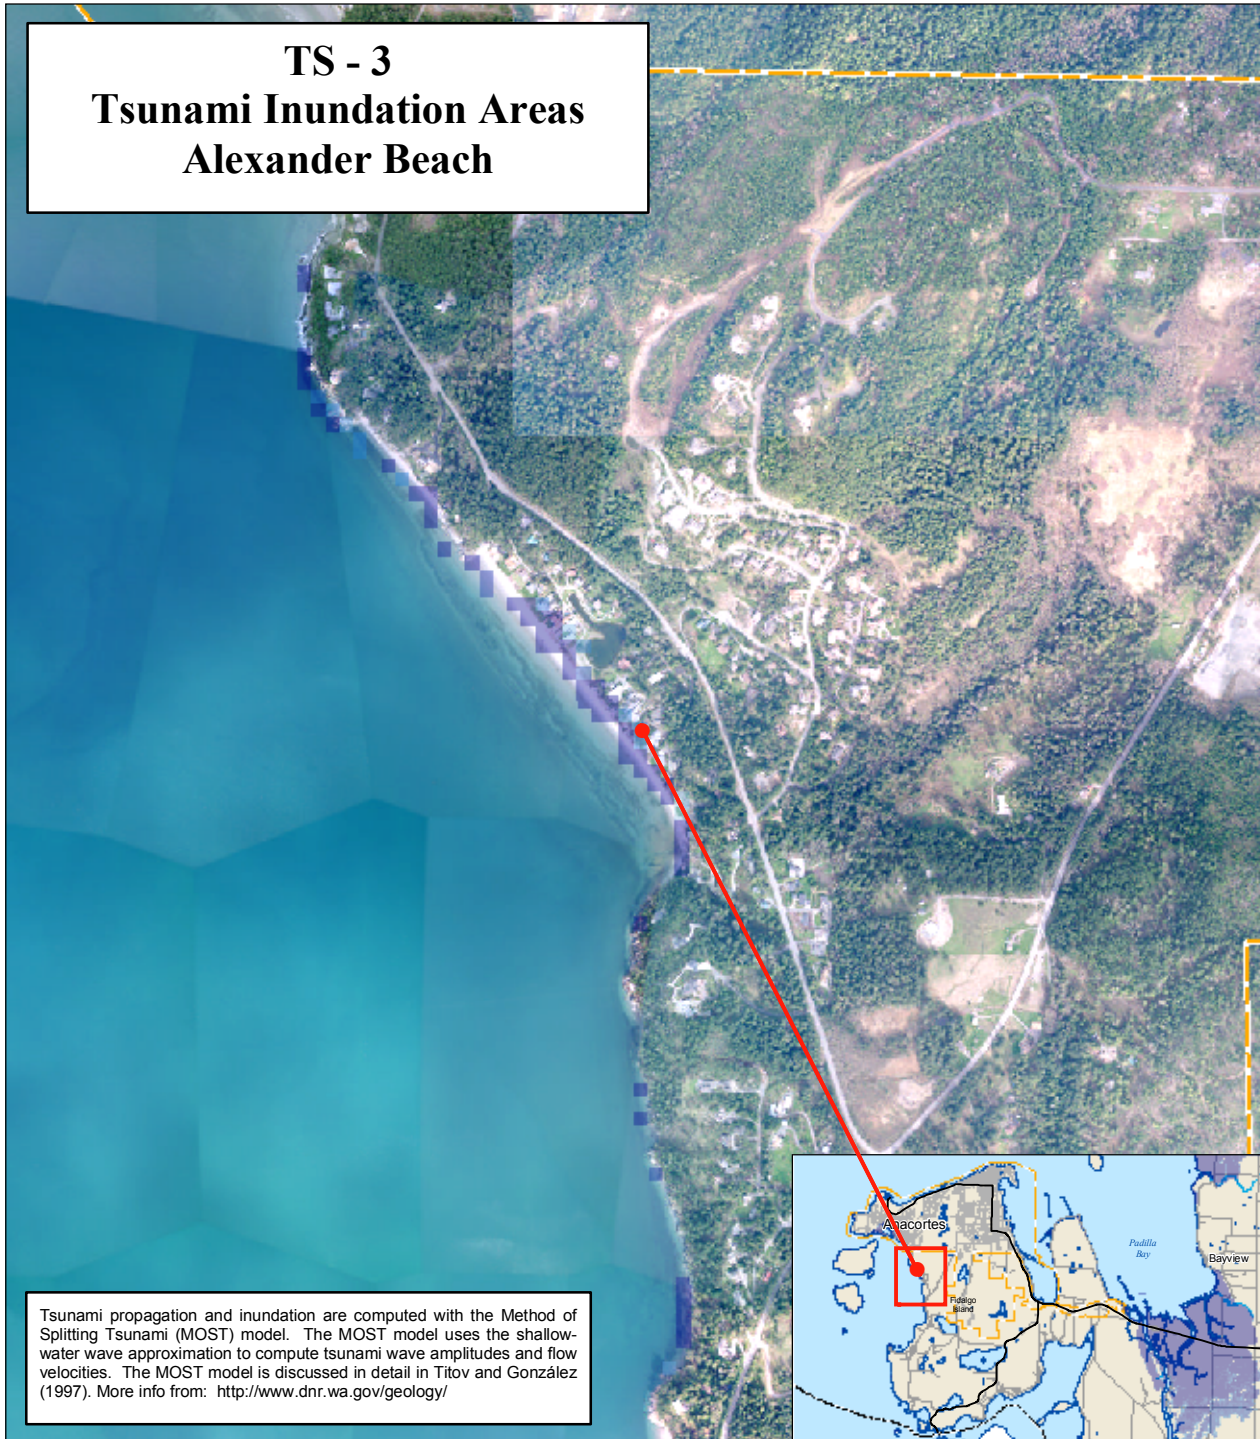 TS - 3
Tsunami Inundation Areas
Alexander Beach
Anacortes
Padilla
Bay
Bayview
Fidalgo
Island
Tsunami propagation and inundation are computed with the Method of
Splitting Tsunami (MOST) model. The MOST model uses the shallow-
water wave approximation to compute tsunami wave amplitudes and flow
velocities. The MOST model is discussed in detail in Titov and González
(1997). More info from: http://www.dnr.wa.gov/geology/